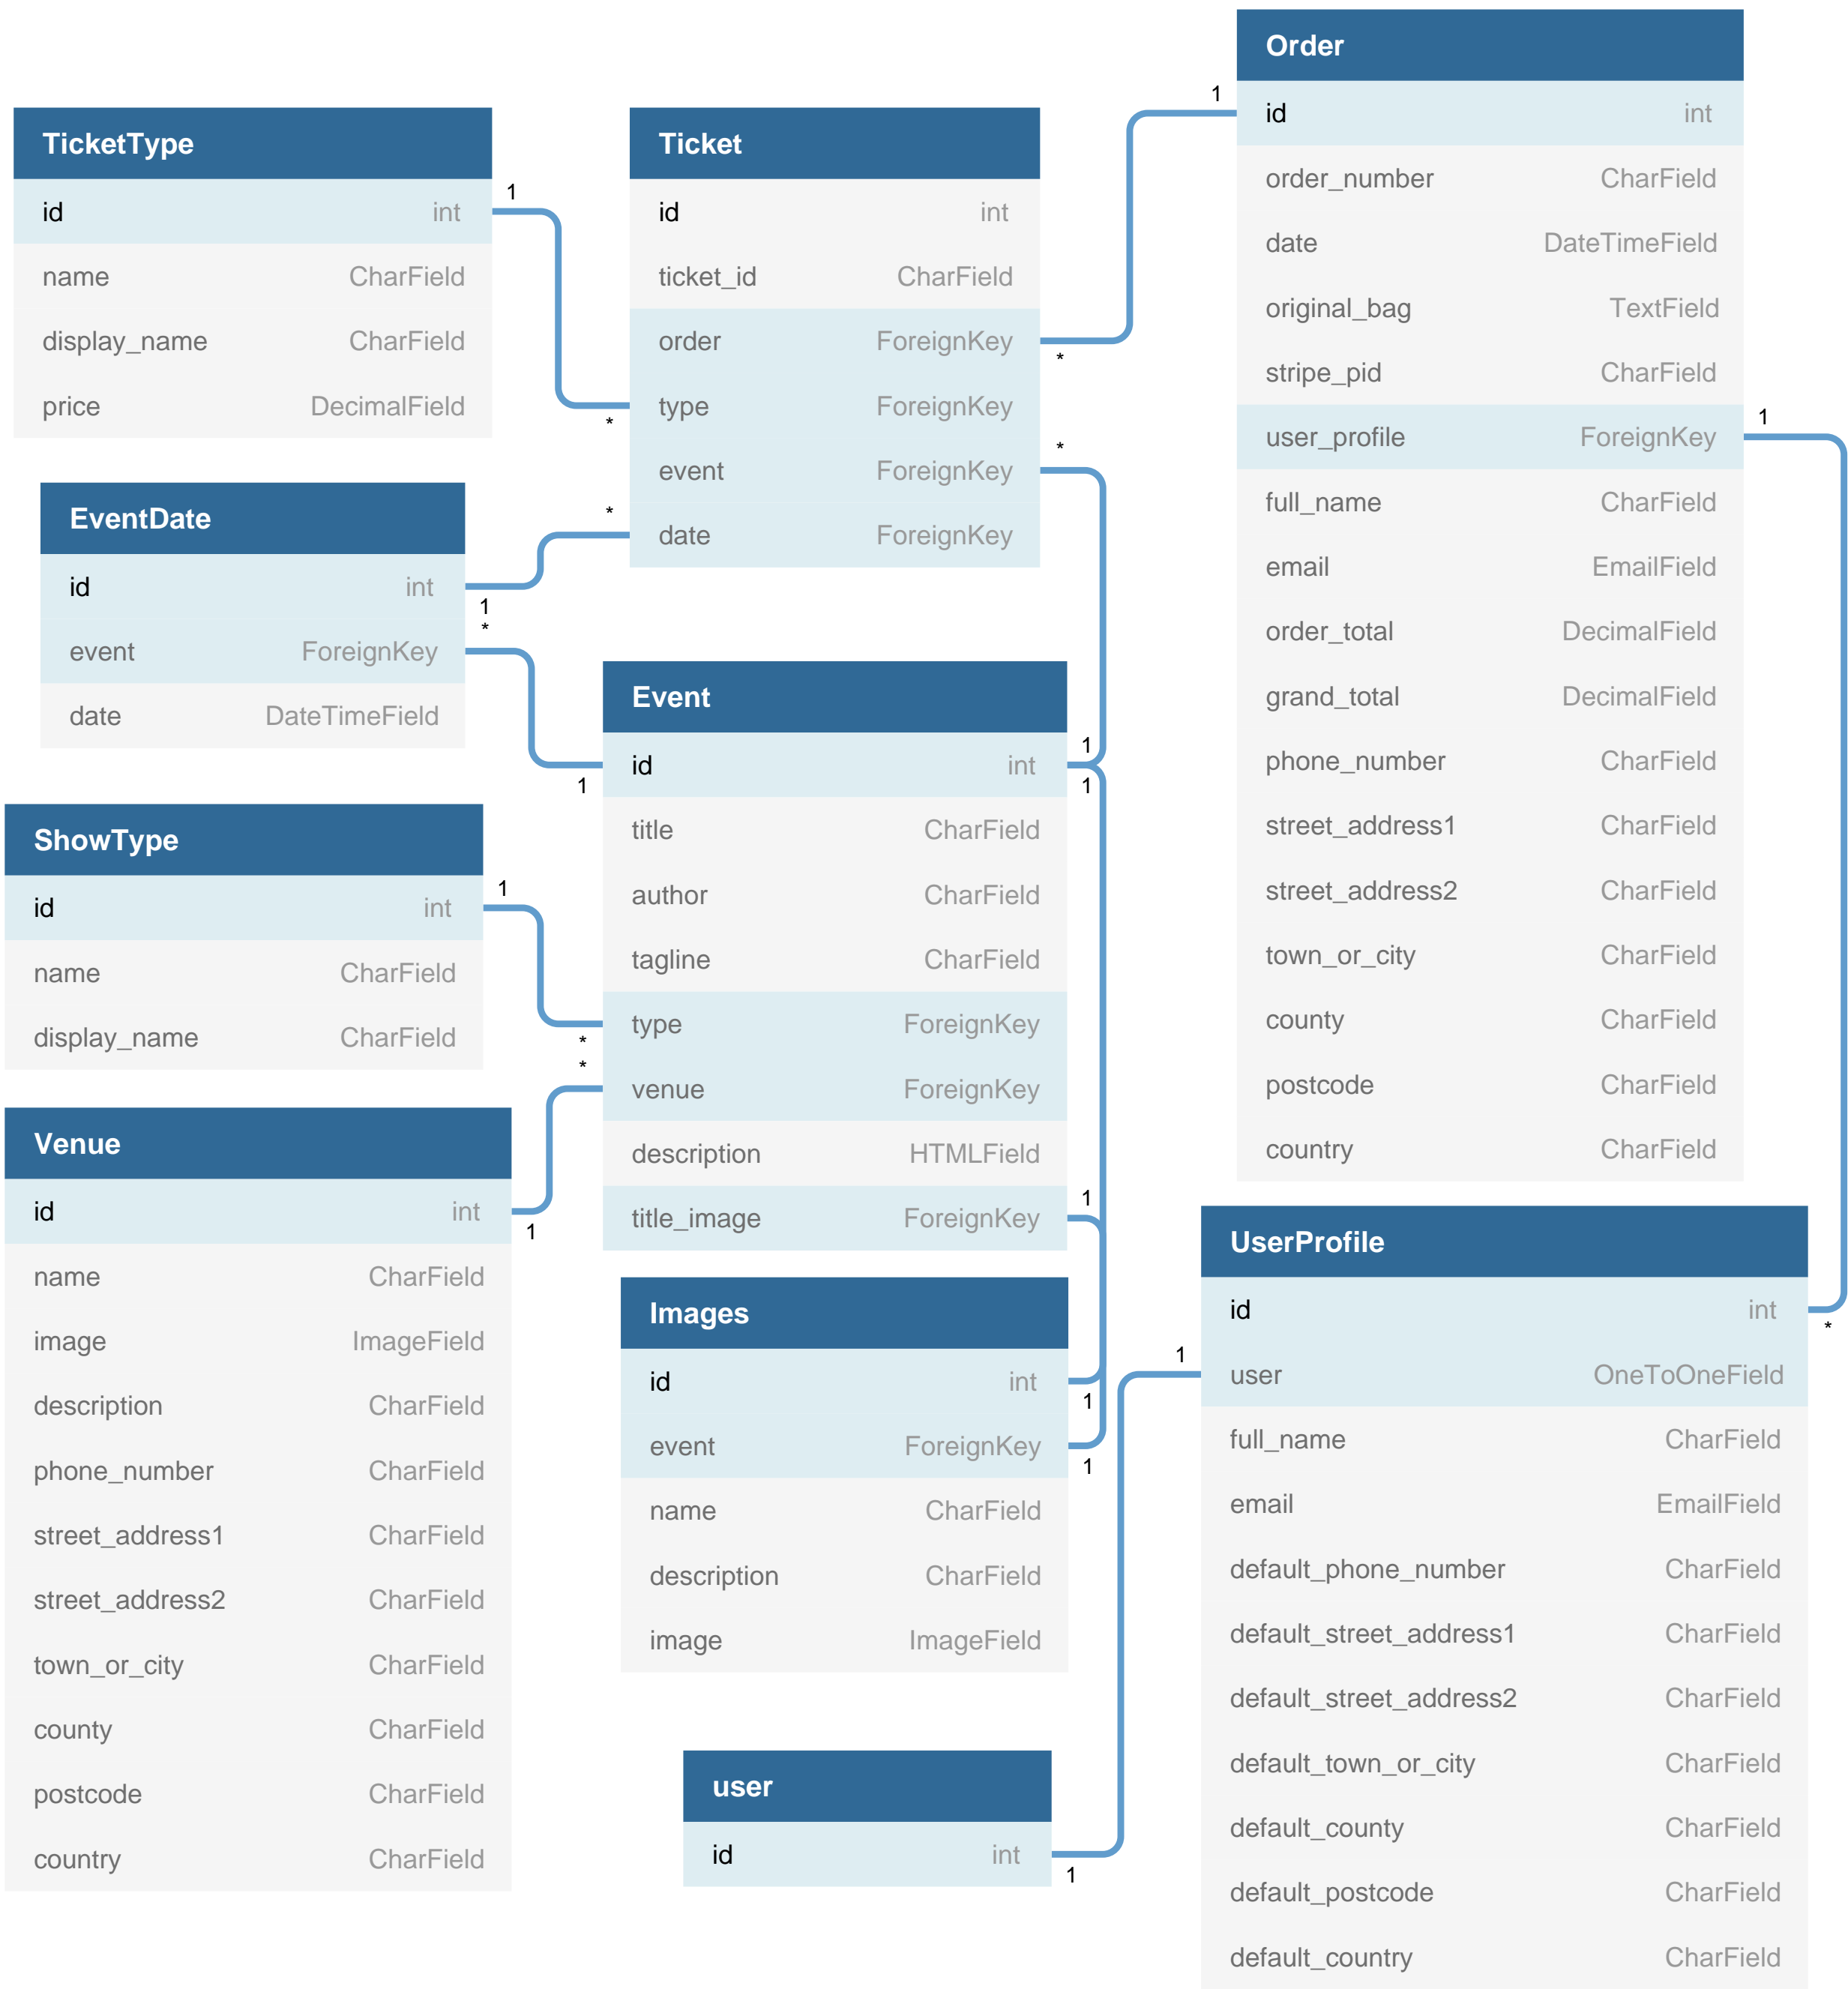 TicketType
id int
name CharField
display_name CharField
price DecimalField
1
*
Ticket
id int
ticket_id CharField
order ForeignKey
type ForeignKey
event ForeignKey
date ForeignKey
1
*
*
*
Order
id int
order_number CharField
date DateTimeField
original_bag TextField
stripe_pid CharField
user_profile ForeignKey
full_name CharField
email EmailField
order_total DecimalField
grand_total DecimalField
phone_number CharField
street_address1 CharField
street_address2 CharField
town_or_city CharField
county CharField
postcode CharField
country CharField
1
EventDate
id int
event ForeignKey
date DateTimeField
1
*
Event
id int
title CharField
author CharField
tagline CharField
type ForeignKey
venue ForeignKey
description HTMLField
title_image ForeignKey
1
1
1
*
*
1
ShowType
id int
name CharField
display_name CharField
1
Venue
id int
name CharField
image ImageField
description CharField
phone_number CharField
street_address1 CharField
street_address2 CharField
town_or_city CharField
county CharField
postcode CharField
country CharField
1
Images
id int
event ForeignKey
name CharField
description CharField
image ImageField
1
1
user
id int
1
UserProfile
id int
user OneToOneField
full_name CharField
email EmailField
default_phone_number CharField
default_street_address1 CharField
default_street_address2 CharField
default_town_or_city CharField
default_county CharField
default_postcode CharField
default_country CharField
*
1